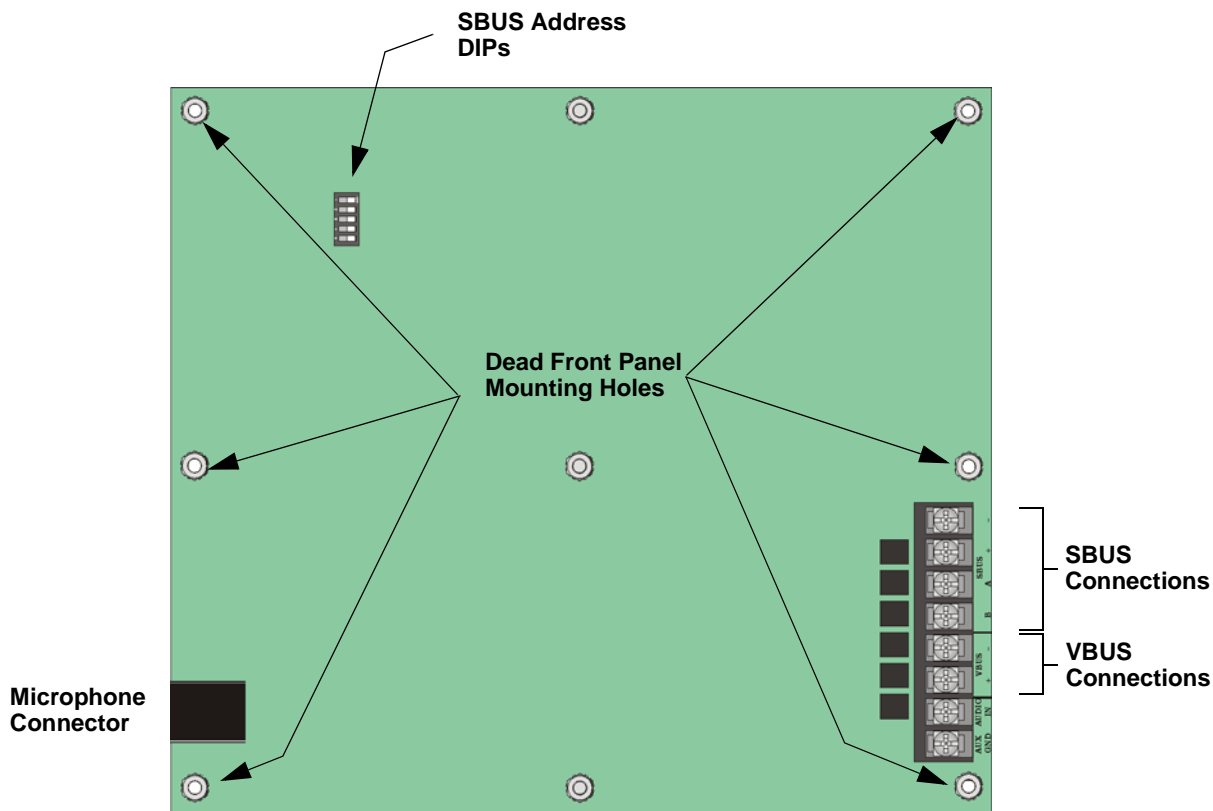 SBUS Address
DIPs
Dead Front Panel
Mounting Holes
-
+
SBUS
A
B
-
VBUS
+
AUDIO
IN
AUX
GND
SBUS
Connections
VBUS
Connections
Microphone
Connector